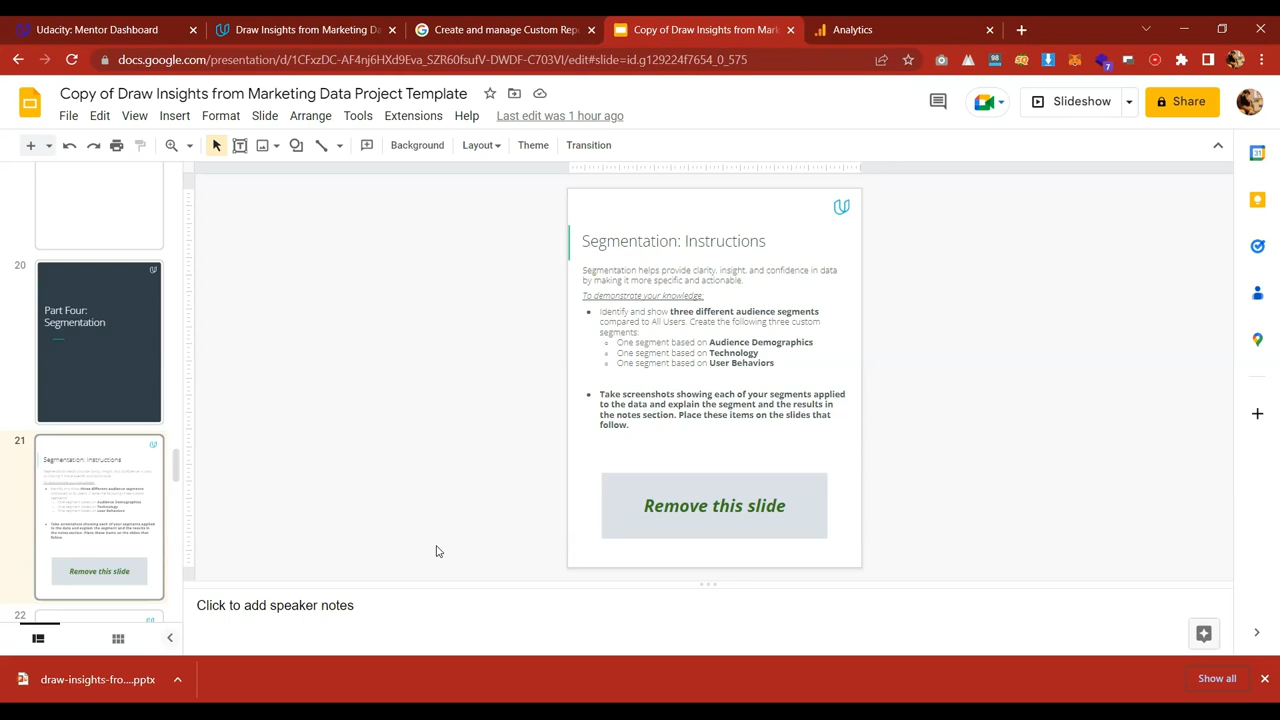 Udacity: Mentor Dashboard
Draw Insights from Marketing Da
Create and manage Custom Rep
Copy of Draw Insights from Mark
Analytics
docs.google.com/presentation/d/1CFxzDC-AF4nj6HXd9Eva_SZR60fsufV-DWDF-C703VI/edit#slide=id.g129224f7654_0_575
98
7
Copy of Draw Insights from Marketing Data Project Template
Slideshow
Share
File Edit View Insert Format Slide Arrange Tools Extensions Help Last edit was 1 hour ago
Background Layout Theme Transition
31
20
Part Four:
Segmentation
21
Segmentation: Instructions
Remove this slide
22
Segmentation: Instructions
Segmentation helps provide clarity, insight, and confidence in data
by making it more specific and actionable.
To demonstrate your knowledge:
Identify and show three different audience segments
compared to All Users. Create the following three custom
segments:
One segment based on Audience Demographics
One segment based on Technology
One segment based on User Behaviors
Take screenshots showing each of your segments applied
to the data and explain the segment and the results in
the notes section. Place these items on the slides that
follow.
Remove this slide
Click to add speaker notes
draw-insights-fro....pptx
Show all